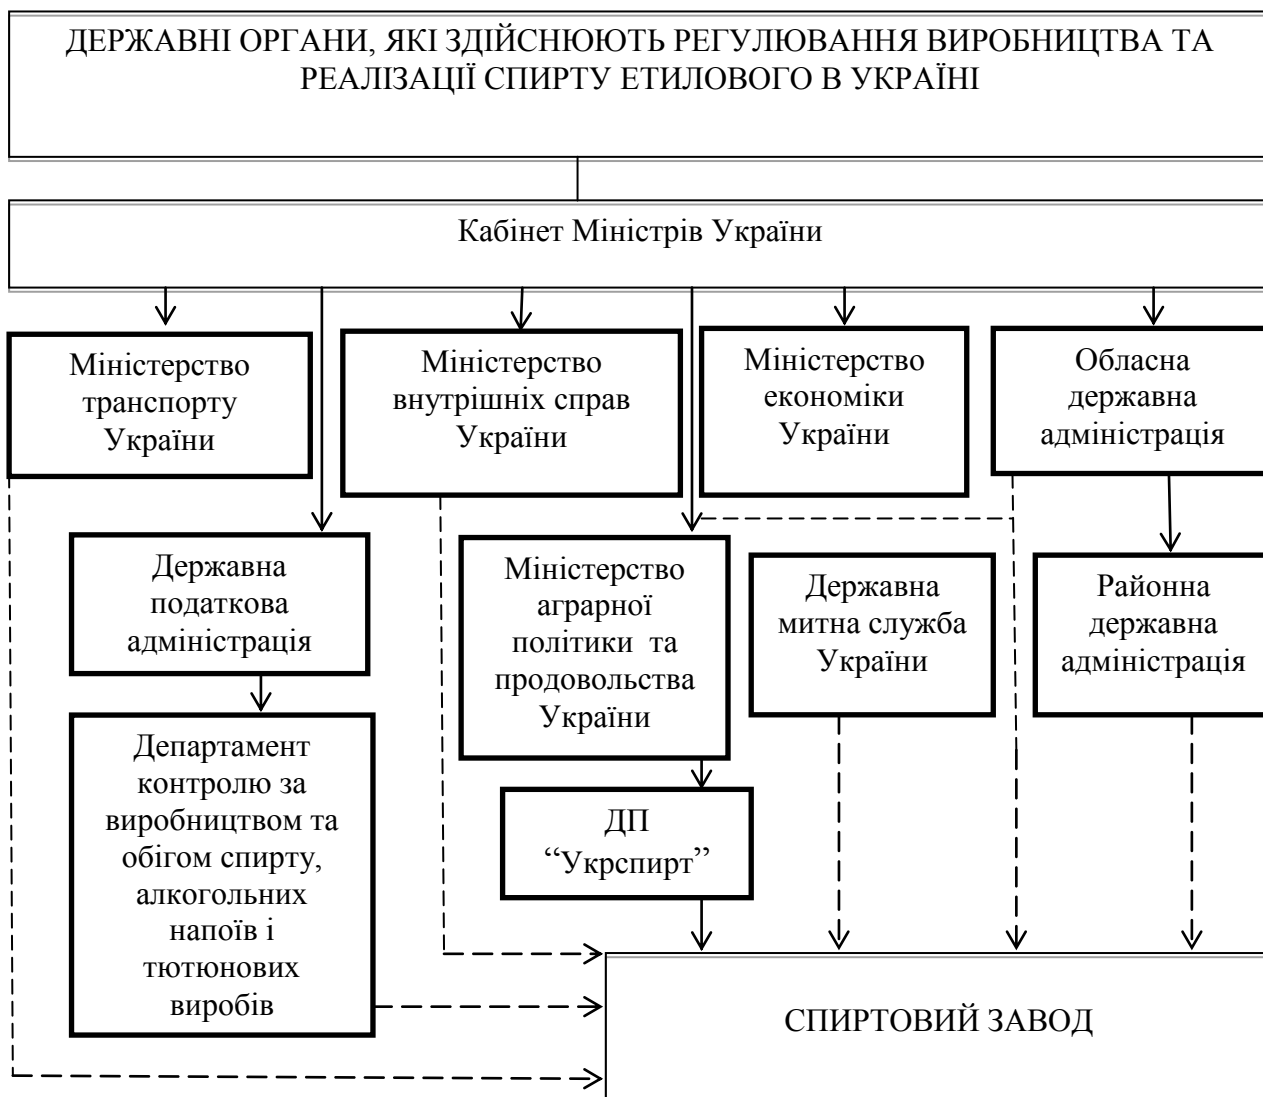 ДЕРЖАВНІ ОРГАНИ, ЯКІ ЗДІЙСНЮЮТЬ РЕГУЛЮВАННЯ ВИРОБНИЦТВА ТА
РЕАЛІЗАЦІЇ СПИРТУ ЕТИЛОВОГО В УКРАЇНІ
Кабінет Міністрів України
Міністерство
транспорту
України
Міністерство
внутрішніх справ
України
Міністерство
економіки
України
Обласна
державна
адміністрація
Державна
податкова
адміністрація
Міністерство
аграрної
політики та
продовольства
України
Державна
митна служба
України
Районна
державна
адміністрація
Департамент
контролю за
виробництвом та
обігом спирту,
алкогольних
напоїв і
тютюнових
виробів
ДП
“Укрспирт”
СПИРТОВИЙ ЗАВОД